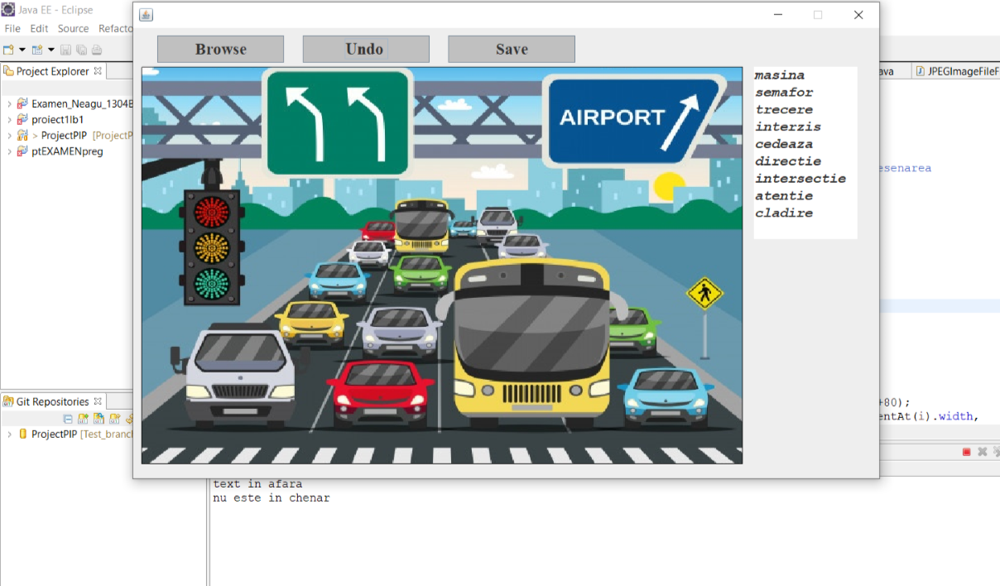 Java EE - Eclipse
File Edit Source Refacto
Project Explorer
Examen_Neagu_1304B
proiect1lb1
> ProjectPIP [ProjectP
ptEXAMENpreg
Git Repositories
ProjectPIP [Test_branc
Browse Undo Save
AIRPORT
masina
semafor
trecere
interzis
cedeaza
directie
intersectie
atentie
cladire
ava JPEGImageFileF
esenarea
+80);
entAt(i).width,
text in afara
nu este in chenar